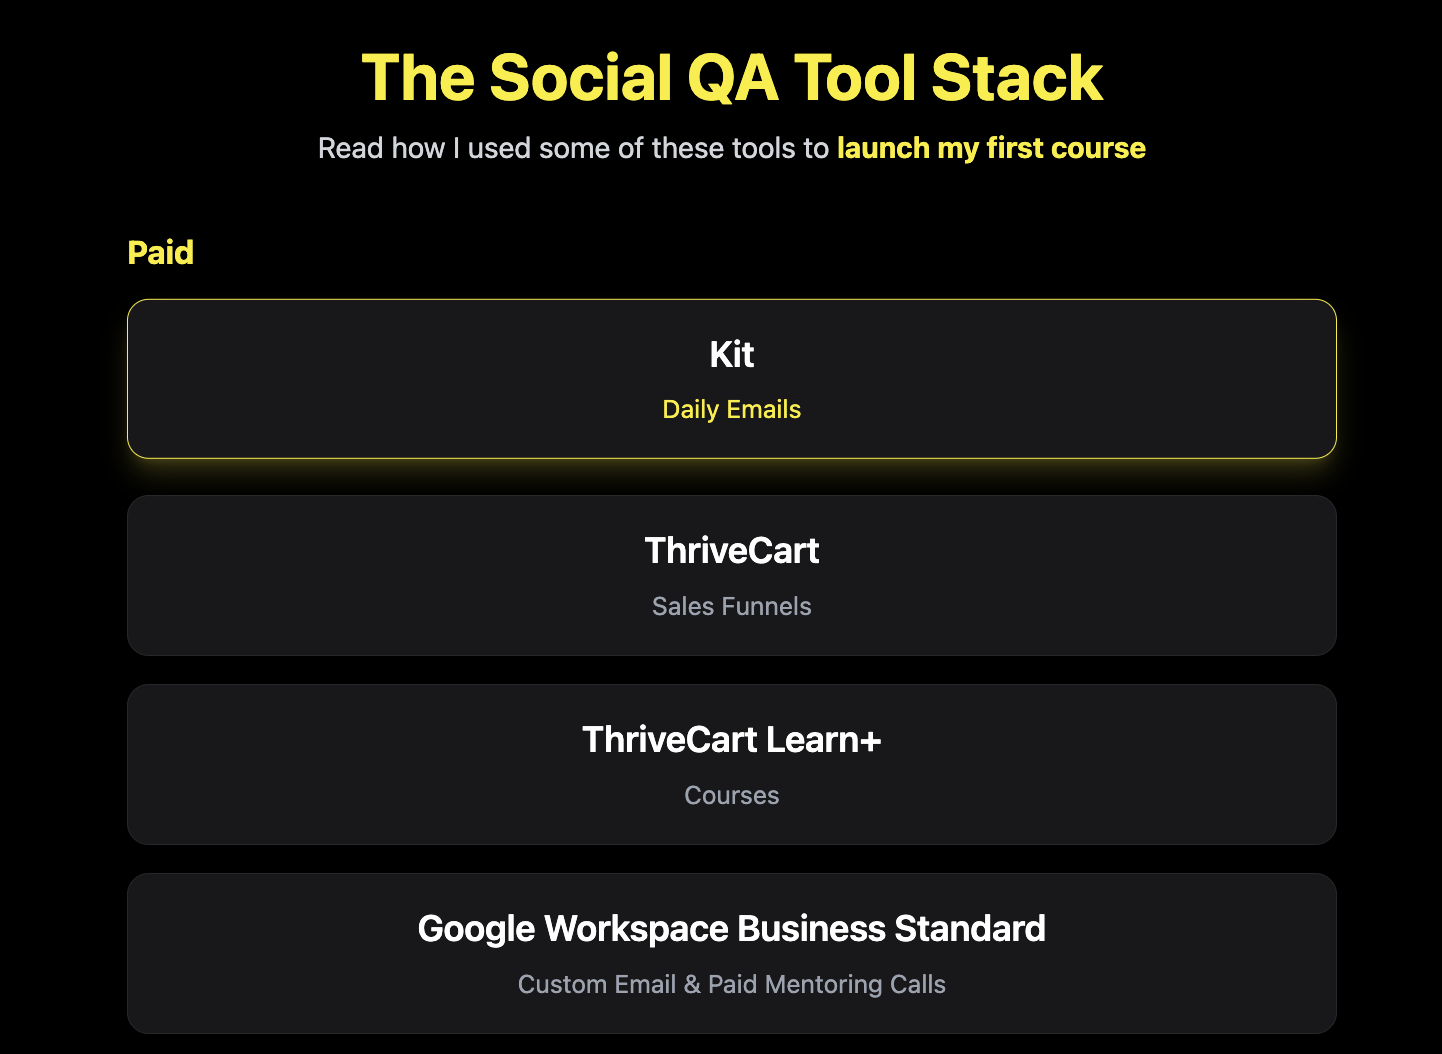 The Social QA Tool Stack
Read how I used some of these tools to launch my first course
Paid
Kit
Daily Emails
ThriveCart
Sales Funnels
ThriveCart Learn+
Courses
Google Workspace Business Standard
Custom Email & Paid Mentoring Calls